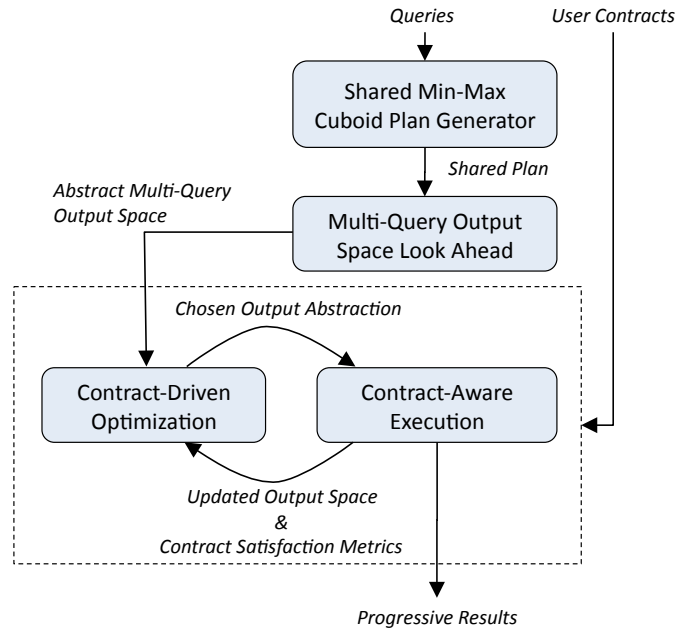 Queries
User Contracts
Shared Min-Max
Cuboid Plan Generator
Shared Plan
Abstract Multi-Query
Output Space
Multi-Query Output
Space Look Ahead
Chosen Output Abstraction
Contract-Driven
Optimization
Contract-Aware
Execution
Updated Output Space
&
Contract Satisfaction Metrics
Progressive Results